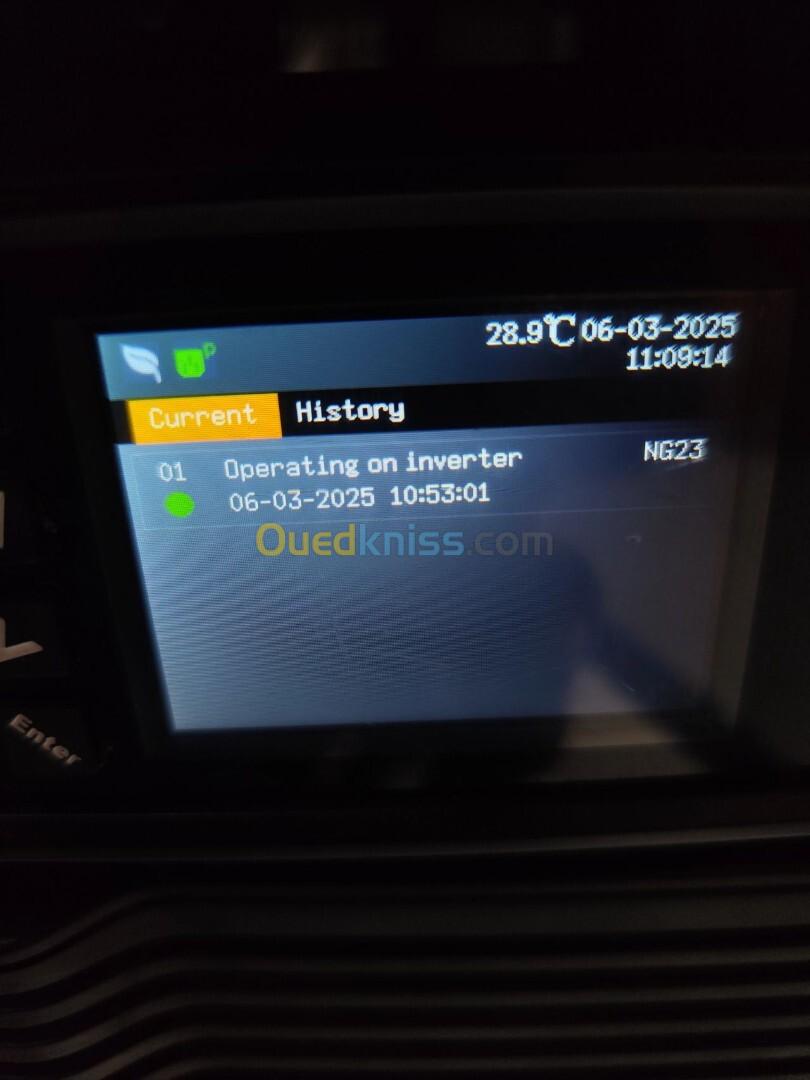 28.9℃ 06-03-2025
11:09:14
P
Current History
01 Operating on inverter NG23
06-03-2025 10:53:01
Ouedkniss.com
Enter